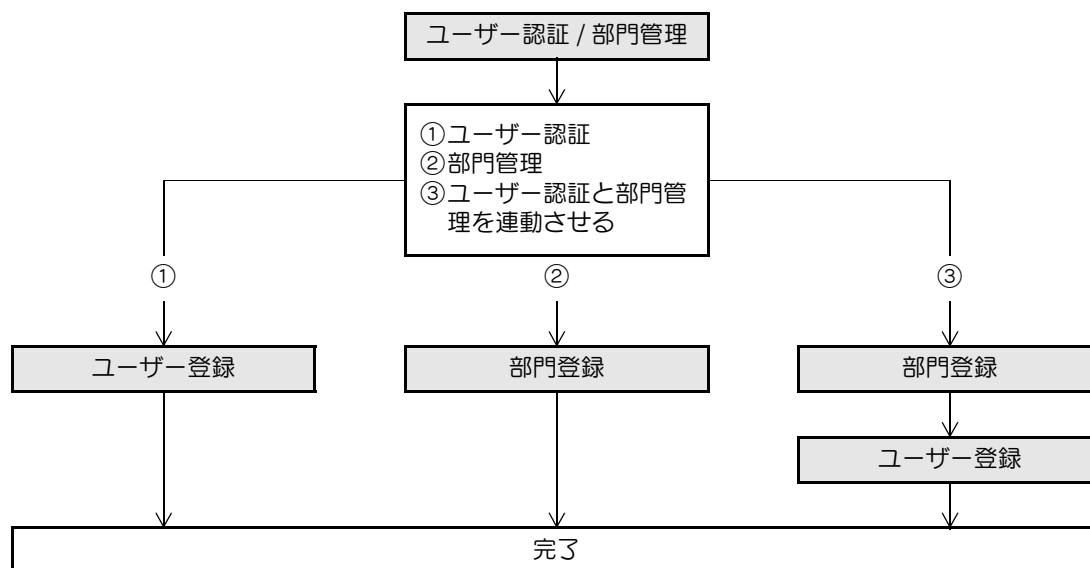 ユーザー認証 / 部門管理
①ユーザー認証
②部門管理
③ユーザー認証と部門管
理を連動させる
①
②
③
ユーザー登録
部門登録
部門登録
ユーザー登録
完了